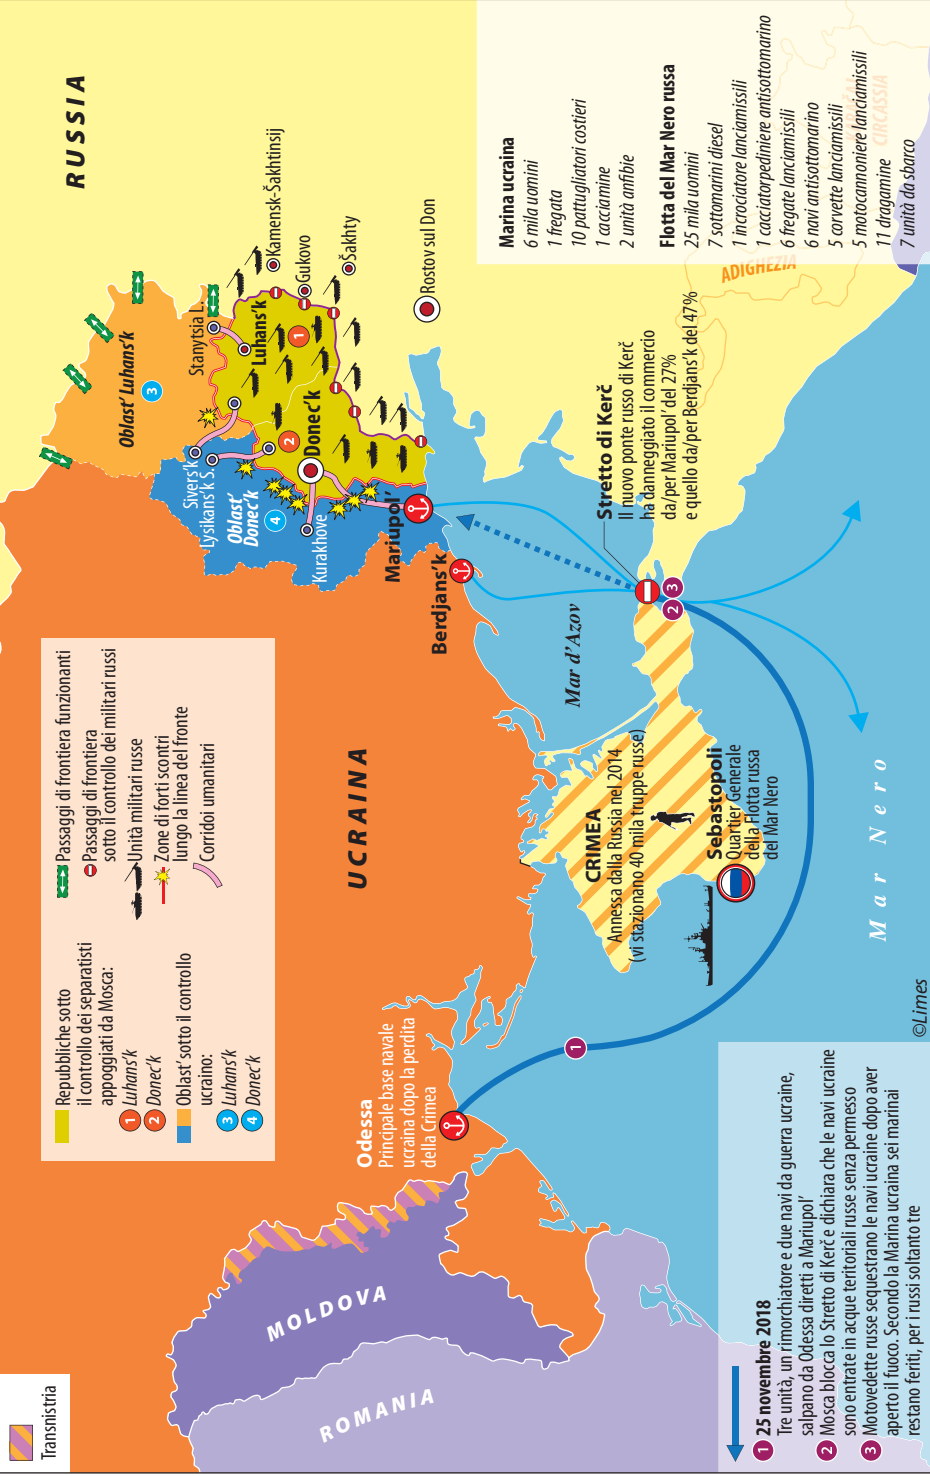 Transnistria
Repubbliche sotto
il controllo dei separatisti
appoggiati da Mosca:
1 Luhans'k
2 Donec'k
Oblast' sotto il controllo
ucraino:
3 Luhans'k
4 Donec'k
Passaggi di frontiera funzionanti
Passaggi di frontiera
sotto il controllo dei militari russi
Unità militari russe
Zone di forti scontri
lungo la linea del fronte
Corridoi umanitari
RUSSIA
Oblast' Luhans'k
3
Stanytsia L.
Sivers'k
Lysikans'k S.
Oblast'
Donec'k
4
Kurakhove
Luhans'k
1
2
Donec'k
Kamensk-Šakhtinsij
Gukovo
Šakhty
Rostov sul Don
Mariupol'
Berdjans'k
UCRAINA
Odessa
Principale base navale
ucraina dopo la perdita
della Crimea
MOLDOVA
ROMANIA
Mar d'Azov
CRIMEA
Annessa dalla Russia nel 2014
(vi stazionano 40 mila truppe russe)
Sebastopoli
Quartier Generale
della Flotta russa
del Mar Nero
Stretto di Kerč
Il nuovo ponte russo di Kerč
ha danneggiato il commercio
da/per Mariupol' del 27%
e quello da/per Berdjans'k del 47%
2 3
1
Mar Nero
ADIGHEZIA
CIRCASSIA
Marina ucraina
6 mila uomini
1 fregata
10 pattugliatori costieri
1 cacciamine
2 unità anfibie
Flotta del Mar Nero russa
25 mila uomini
7 sottomarini diesel
1 incrociatore lanciamissili
1 cacciatorpediniere antisottomarino
6 fregate lanciamissili
6 navi antisottomarino
5 corvette lanciamissili
5 motocannoniere lanciamissili
11 dragamine
7 unità da sbarco
1 25 novembre 2018
Tre unità, un rimorchiatore e due navi da guerra ucraine,
salpano da Odessa diretti a Mariupol'
2 Mosca blocca lo Stretto di Kerč e dichiara che le navi ucraine
sono entrate in acque teritoriali russe senza permesso
3 Motovedette russe sequestrano le navi ucraine dopo aver
aperto il fuoco. Secondo la Marina ucraina sei marinai
restano feriti, per i russi soltanto tre
©Limes